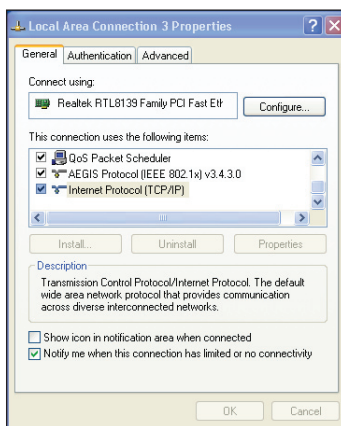 Local Area Connection 3 Properties
General Authentication Advanced
Connect using:
Realtek RTL8139 Family PCI Fast Eth
Configure...
This connection uses the following items:
QoS Packet Scheduler
AEGIS Protocol (IEEE 802.1x) v3.4.3.0
Internet Protocol (TCP/IP)
Install... Uninstall Properties
Description
Transmission Control Protocol/Internet Protocol. The default
wide area network protocol that provides communication
across diverse interconnected networks.
Show icon in notification area when connected
Notify me when this connection has limited or no connectivity
OK Cancel